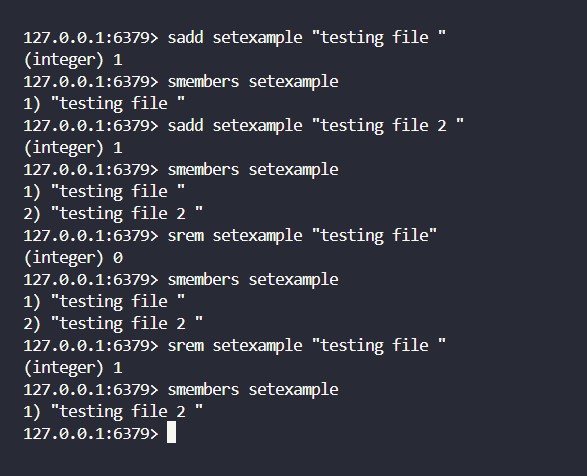 127.0.0.1:6379> sadd setexample "testing file "
(integer) 1
127.0.0.1:6379> smembers setexample
1) "testing file "
127.0.0.1:6379> sadd setexample "testing file 2 "
(integer) 1
127.0.0.1:6379> smembers setexample
1) "testing file "
2) "testing file 2 "
127.0.0.1:6379> srem setexample "testing file"
(integer) 0
127.0.0.1:6379> smembers setexample
1) "testing file "
2) "testing file 2 "
127.0.0.1:6379> srem setexample "testing file "
(integer) 1
127.0.0.1:6379> smembers setexample
1) "testing file 2 "
127.0.0.1:6379>